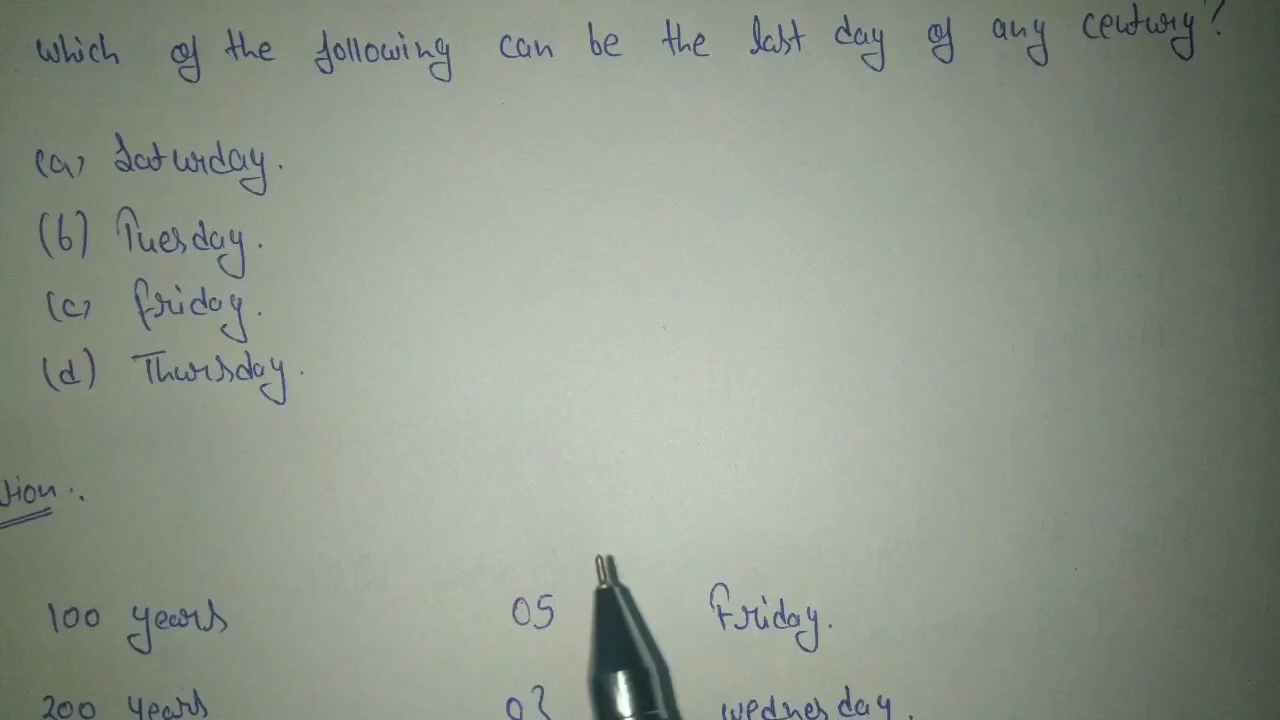 which of the following can be the last day of any century?
(a) Saturday.
(b) Tuesday.
(c) friday.
(d) Thursday.
tion :.
100 years 05 Friday.
200 years 03 wednesday.